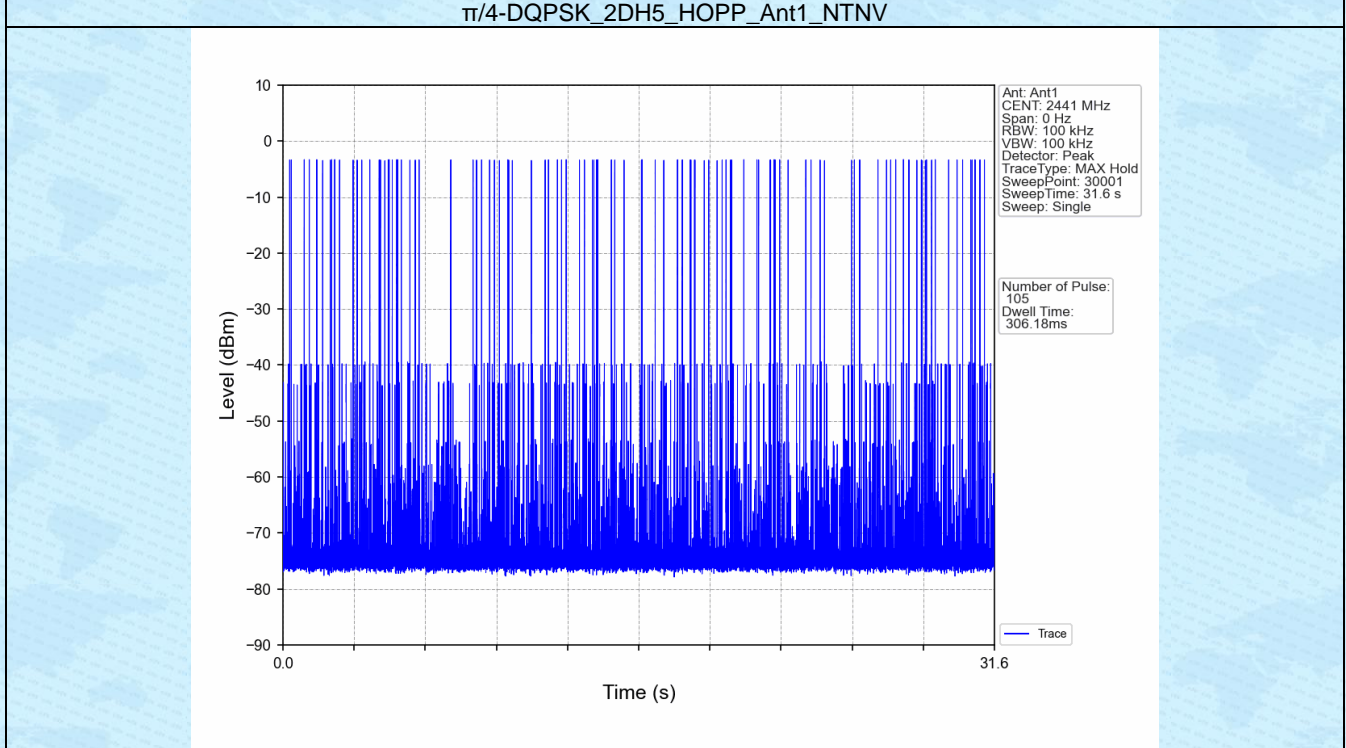 π/4-DQPSK_2DH5_HOPP_Ant1_NTNV
10
0
−10
−20
−30
−40
−50
−60
−70
−80
−90
Level (dBm)
0.0
31.6
Time (s)
Ant: Ant1
CENT: 2441 MHz
Span: 0 Hz
RBW: 100 kHz
VBW: 100 kHz
Detector: Peak
TraceType: MAX Hold
SweepPoint: 30001
SweepTime: 31.6 s
Sweep: Single
Number of Pulse:
105
Dwell Time:
306.18ms
Trace